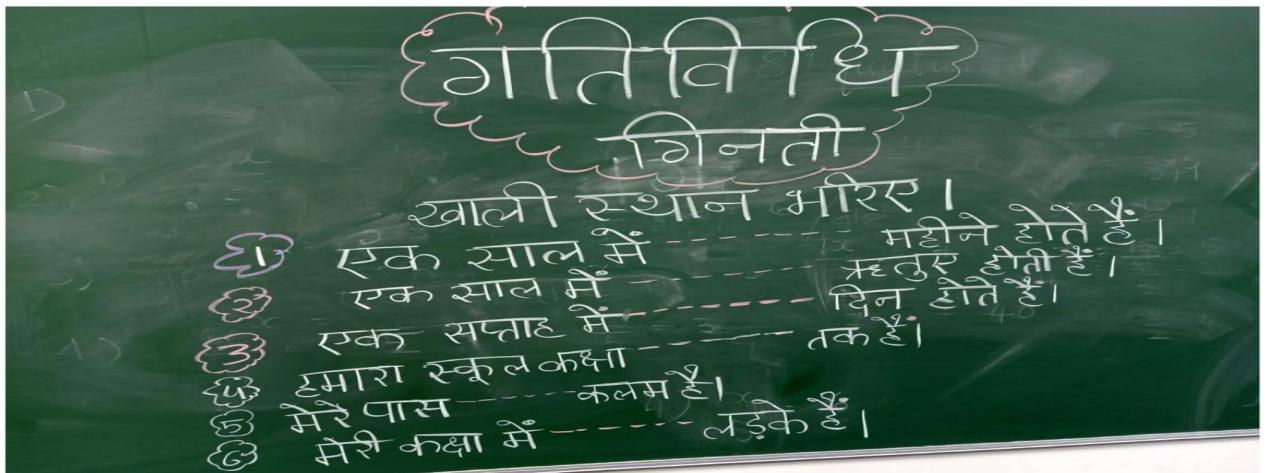 गतिविधि
गिनती
खाली स्थान भरिए।
1 एक साल में --------- महीने होते हैं।
2 एक साल में --------- ऋतुए होती हैं।
3 एक सप्ताह में --------- दिन होते हैं।
4 हमारा स्कूल कक्षा --------- तक हैं।
5 मेरे पास --------- कलम है।
6 मेरी कक्षा में --------- लड़के हैं।